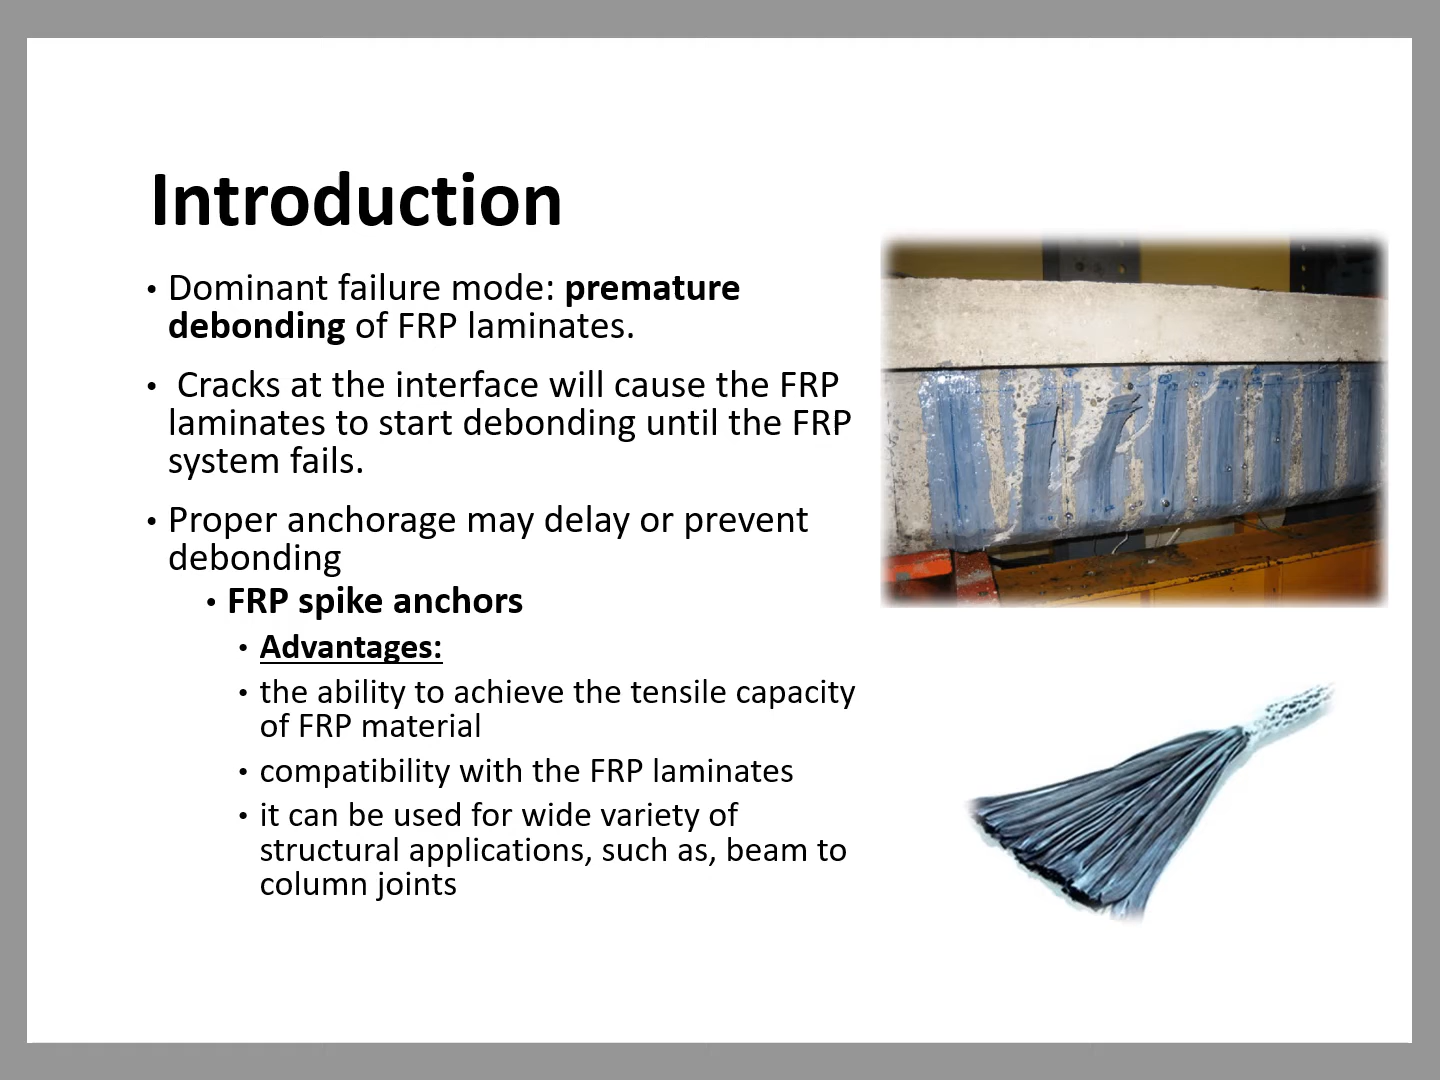 Introduction
• Dominant failure mode: premature
debonding of FRP laminates.
• Cracks at the interface will cause the FRP
laminates to start debonding until the FRP
system fails.
• Proper anchorage may delay or prevent
debonding
• FRP spike anchors
• Advantages:
• the ability to achieve the tensile capacity
of FRP material
• compatibility with the FRP laminates
• it can be used for wide variety of
structural applications, such as, beam to
column joints